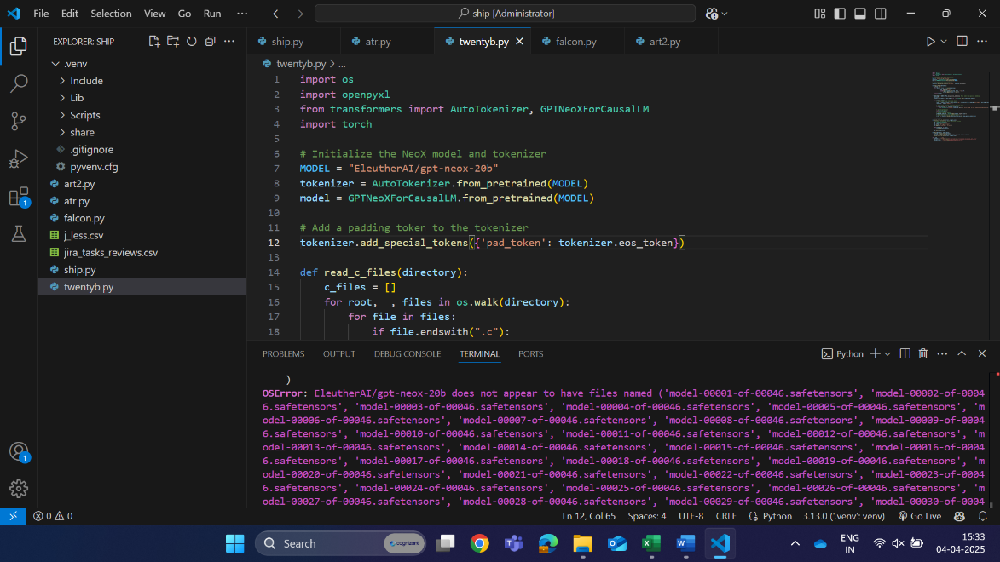 File Edit Selection View Go Run ··· ship [Administrator]
EXPLORER: SHIP
.venv
Include
Lib
Scripts
share
.gitignore
pyvenv.cfg
art2.py
atr.py
falcon.py
j_less.csv
jira_tasks_reviews.csv
ship.py
twentyb.py
1
1
ship.py atr.py twentyb.py falcon.py art2.py
twentyb.py > ...
1 import os
2 import openpyxl
3 from transformers import AutoTokenizer, GPTNeoXForCausalLM
4 import torch
5
6 # Initialize the NeoX model and tokenizer
7 MODEL = "EleutherAI/gpt-neox-20b"
8 tokenizer = AutoTokenizer.from_pretrained(MODEL)
9 model = GPTNeoXForCausalLM.from_pretrained(MODEL)
10
11 # Add a padding token to the tokenizer
12 tokenizer.add_special_tokens({'pad_token': tokenizer.eos_token})
13
14 def read_c_files(directory):
15 c_files = []
16 for root, _, files in os.walk(directory):
17 for file in files:
18 if file.endswith(".c"):
PROBLEMS OUTPUT DEBUG CONSOLE TERMINAL PORTS Python
)
OSError: EleutherAI/gpt-neox-20b does not appear to have files named ('model-00001-of-00046.safetensors', 'model-00002-of-0004
6.safetensors', 'model-00003-of-00046.safetensors', 'model-00004-of-00046.safetensors', 'model-00005-of-00046.safetensors', 'm
odel-00006-of-00046.safetensors', 'model-00007-of-00046.safetensors', 'model-00008-of-00046.safetensors', 'model-00009-of-0004
6.safetensors', 'model-00010-of-00046.safetensors', 'model-00011-of-00046.safetensors', 'model-00012-of-00046.safetensors', 'm
odel-00013-of-00046.safetensors', 'model-00014-of-00046.safetensors', 'model-00015-of-00046.safetensors', 'model-00016-of-0004
6.safetensors', 'model-00017-of-00046.safetensors', 'model-00018-of-00046.safetensors', 'model-00019-of-00046.safetensors', 'm
odel-00020-of-00046.safetensors', 'model-00021-of-00046.safetensors', 'model-00022-of-00046.safetensors', 'model-00023-of-0004
6.safetensors', 'model-00024-of-00046.safetensors', 'model-00025-of-00046.safetensors', 'model-00026-of-00046.safetensors', 'm
odel-00027-of-00046.safetensors', 'model-00028-of-00046.safetensors', 'model-00029-of-00046.safetensors', 'model-00030-of-0004
0 0 Ln 12, Col 65 Spaces: 4 UTF-8 CRLF {} Python 3.13.0 ('.venv': venv) Go Live
Search cognizant ENG
IN 15:33
04-04-2025